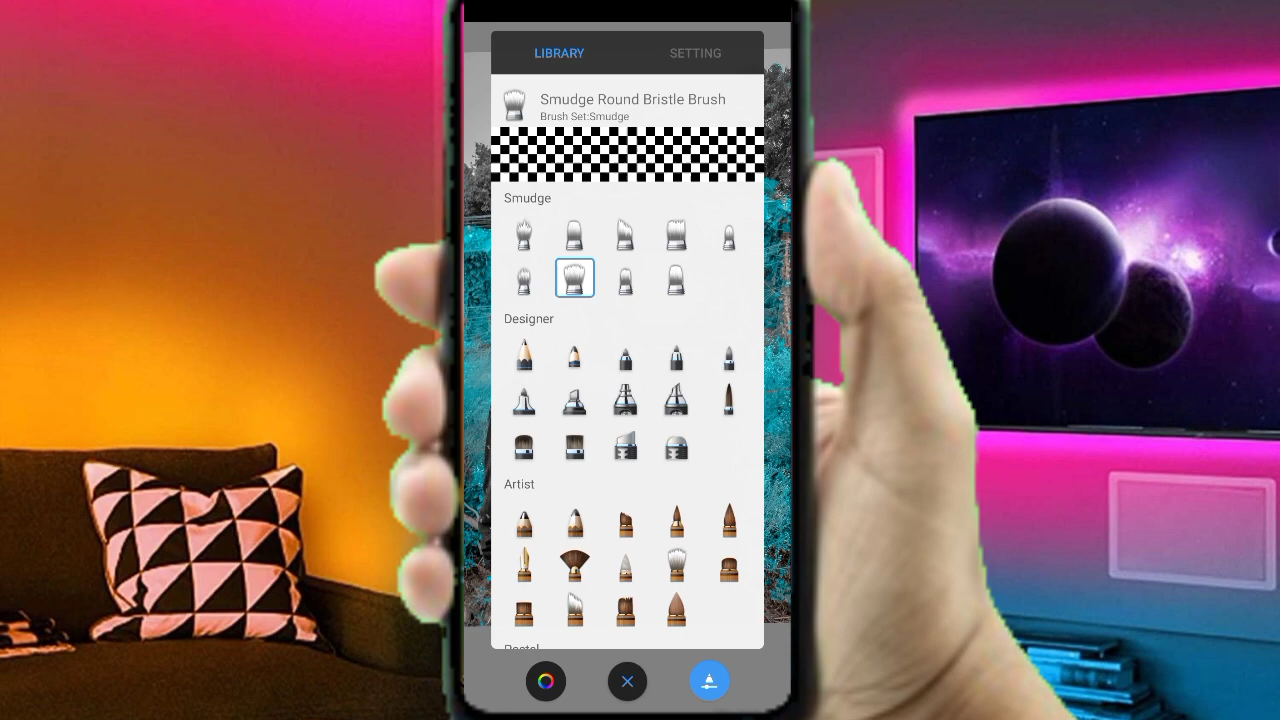 LIBRARY SETTING
Smudge Round Bristle Brush
Brush Set:Smudge
Smudge
Designer
Artist
Pastel